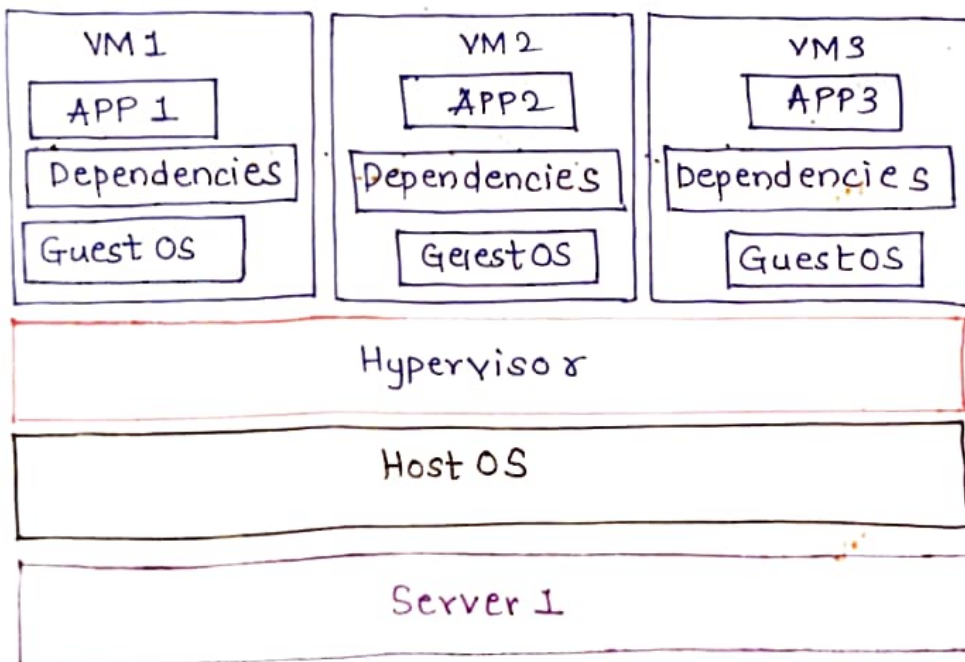 VM 1
APP 1
Dependencies
Guest OS
VM 2
APP2
Dependencies
GuestOS
VM 3
APP3
Dependencies
GuestOS
Hypervisor
Host OS
Server 1